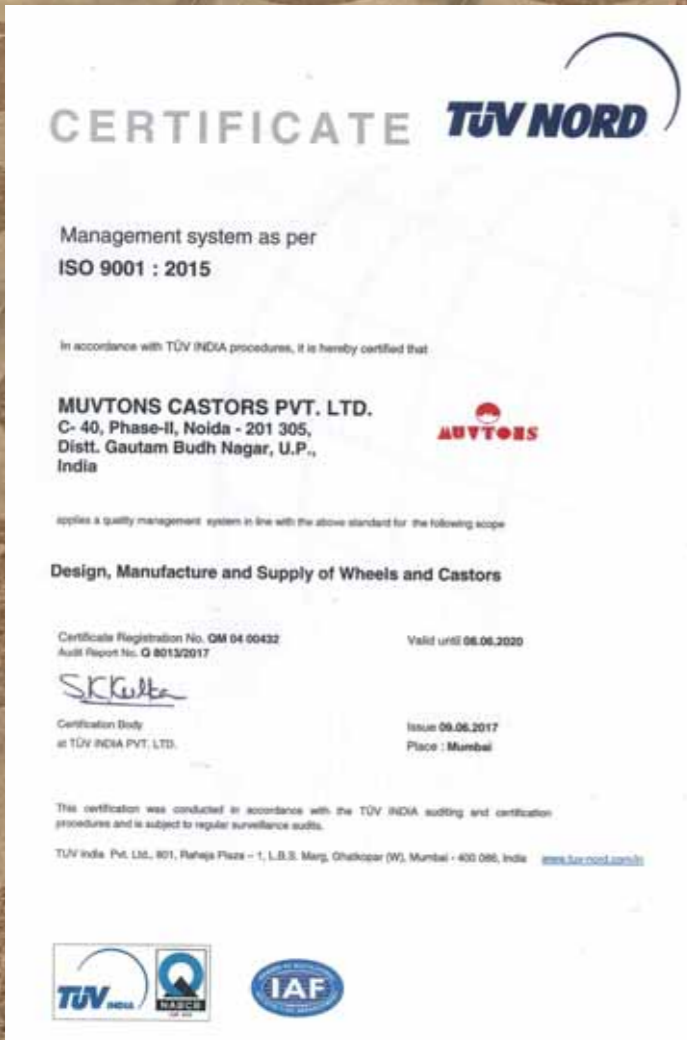 CERTIFICATE
TÜV NORD
Management system as per
ISO 9001 : 2015
In accordance with TÜV INDIA procedures, it is hereby certified that
MUVTONS CASTORS PVT. LTD.
C- 40, Phase-II, Noida - 201 305,
Distt. Gautam Budh Nagar, U.P.,
India
MUVTONS
applies a quality management system in line with the above standard for the following scope
Design, Manufacture and Supply of Wheels and Castors
Certificate Registration No. QM 04 00432
Valid until 08.06.2020
Audit Report No. Q 8013/2017
Certification Body
at TÜV INDIA PVT. LTD.
Issue 09.06.2017
Place : Mumbai
This certification was conducted in accordance with the TÜV INDIA auditing and certification
procedures and is subject to regular surveillance audits.
TUV India Pvt. Ltd., 801, Raheja Plaza – 1, L.B.S. Marg, Ghatkopar (W), Mumbai - 400 086, India www.tuv-nord.com/in
TÜV INDIA
NABCB
IAF